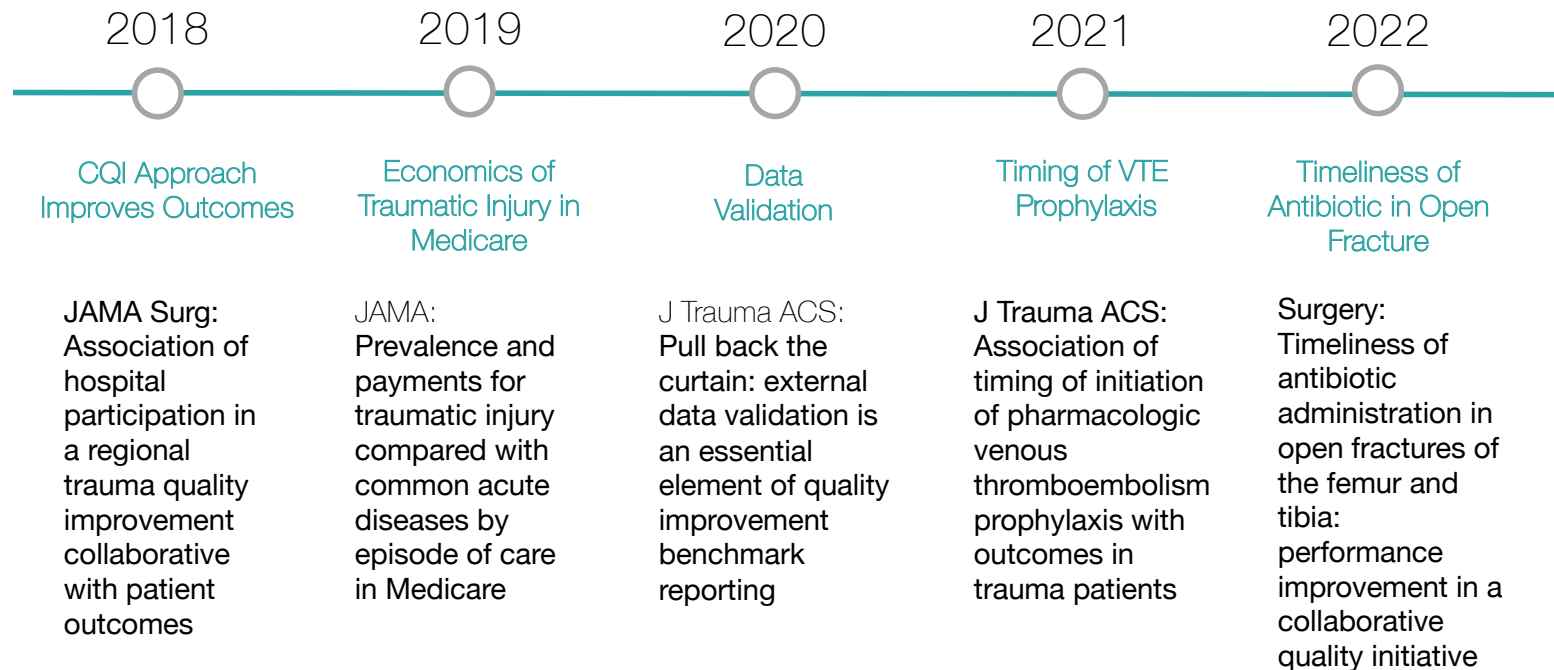 2018
CQI Approach
Improves Outcomes
JAMA Surg:
Association of
hospital
participation in
a regional
trauma quality
improvement
collaborative
with patient
outcomes
2019
Economics of
Traumatic Injury in
Medicare
JAMA:
Prevalence and
payments for
traumatic injury
compared with
common acute
diseases by
episode of care
in Medicare
2020
Data
Validation
J Trauma ACS:
Pull back the
curtain: external
data validation is
an essential
element of quality
improvement
benchmark
reporting
2021
Timing of VTE
Prophylaxis
J Trauma ACS:
Association of
timing of initiation
of pharmacologic
venous
thromboembolism
prophylaxis with
outcomes in
trauma patients
2022
Timeliness of
Antibiotic in Open
Fracture
Surgery:
Timeliness of
antibiotic
administration in
open fractures of
the femur and
tibia:
performance
improvement in a
collaborative
quality initiative